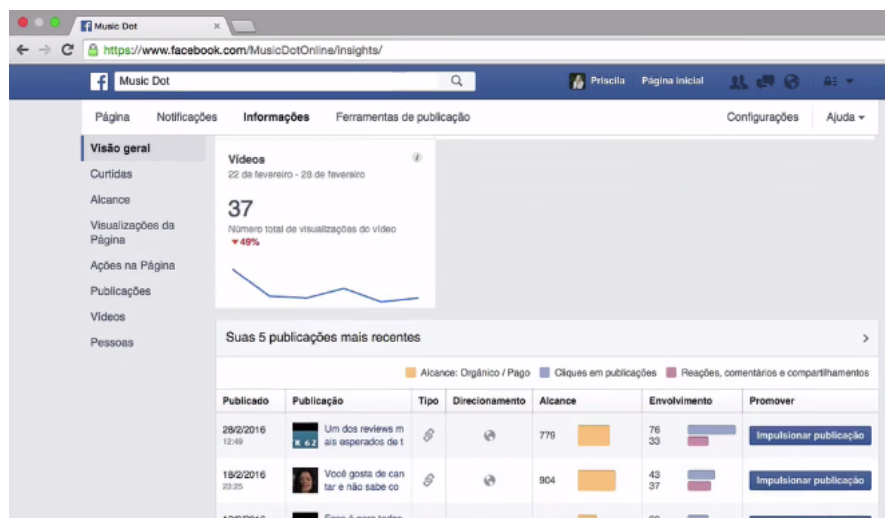 Music Dot
https://www.facebook.com/MusicDotOnline/insights/
Music Dot
Priscila
Página inicial
Página
Notificações
Informações
Ferramentas de publicação
Configurações
Ajuda
Visão geral
Curtidas
Alcance
Visualizações da
Página
Ações na Página
Publicações
Vídeos
Pessoas
Vídeos
22 de fevereiro - 28 de fevereiro
37
Número total de visualizações do vídeo
▼49%
Suas 5 publicações mais recentes
Alcance: Orgânico / Pago
Cliques em publicações
Reações, comentários e compartilhamentos
Publicado Publicação Tipo Direcionamento Alcance Envolvimento Promover
28/2/2016
12:49
K 62
Um dos reviews m
ais esperados de t
779
76
33
Impulsionar publicação
18/2/2016
23:25
Você gosta de can
tar e não sabe co
904
43
37
Impulsionar publicação